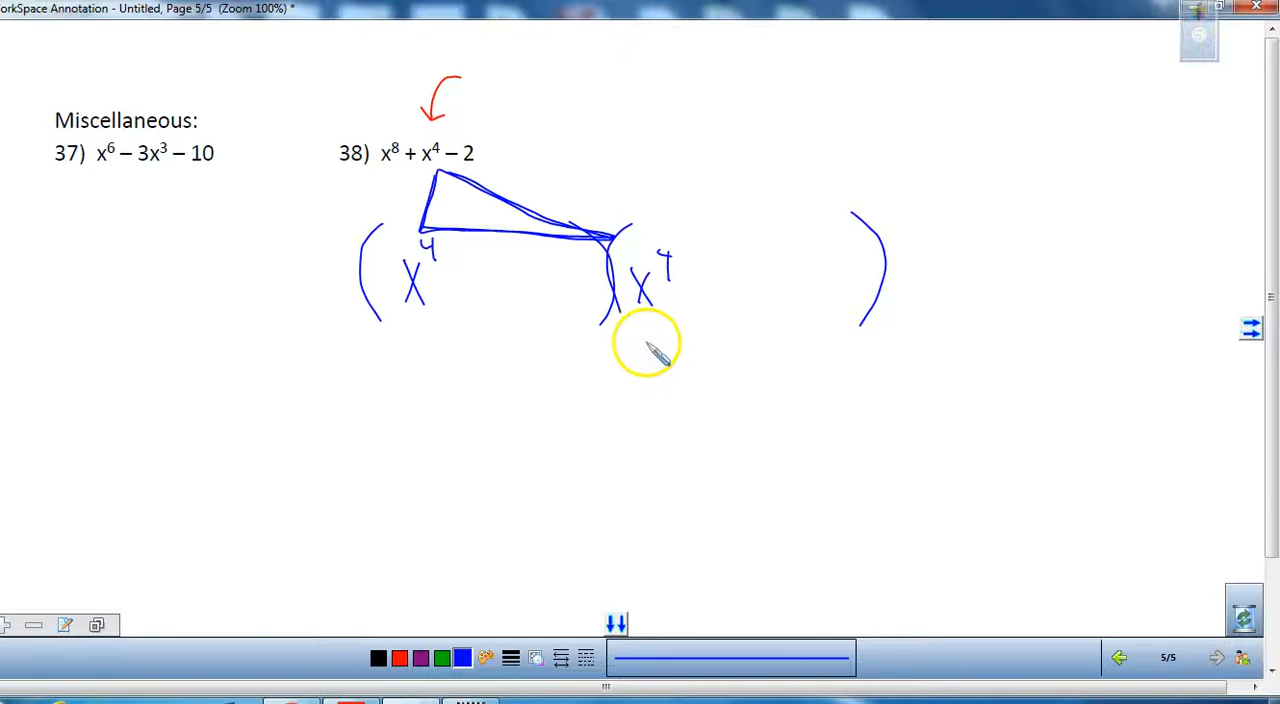 orkSpace Annotation - Untitled, Page 5/5 (Zoom 100%) *
Miscellaneous:
37) x⁶ – 3x³ – 10
38) x⁸ + x⁴ – 2
( x⁴ )( x⁴ )
5/5